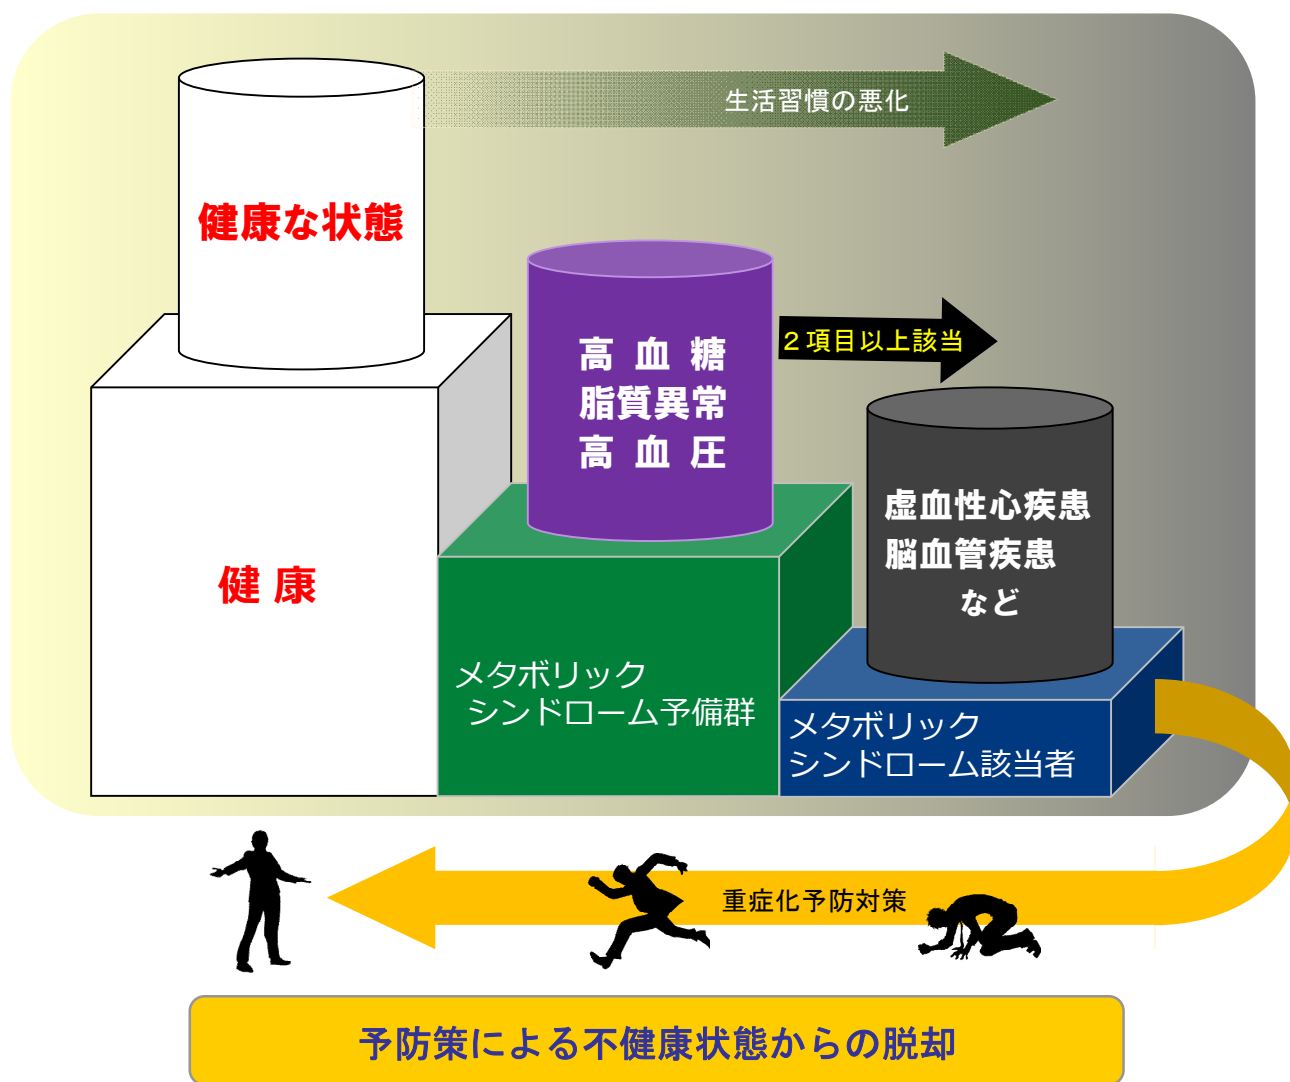 生活習慣の悪化
健康な状態
高血糖
脂質異常
高血圧
２項目以上該当
虚血性心疾患
脳血管疾患
など
健康
メタボリック
シンドローム予備群
メタボリック
シンドローム該当者
重症化予防対策
予防策による不健康状態からの脱却